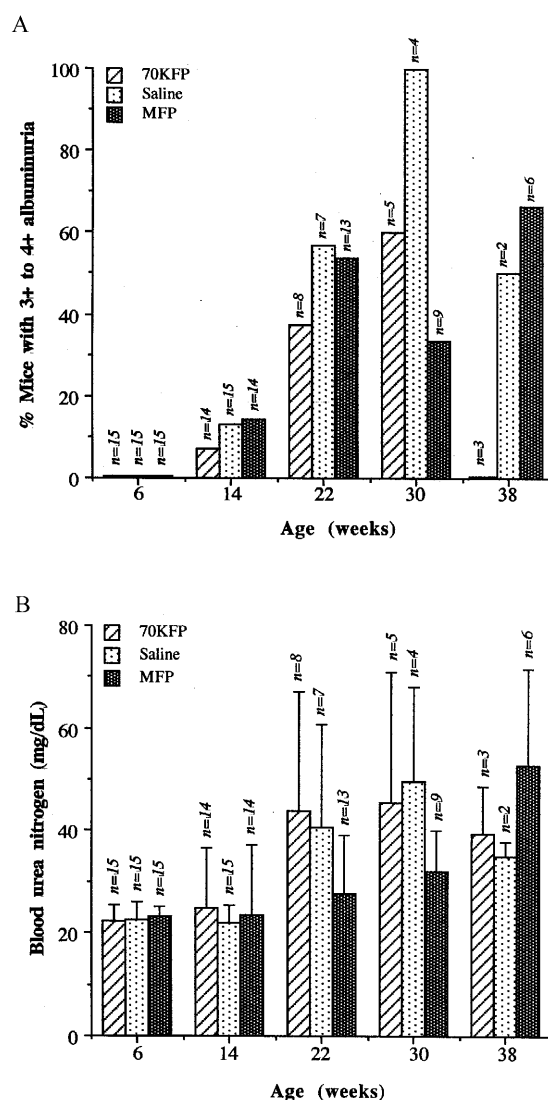 A
% Mice with 3+ to 4+ albuminuria
100
80
60
40
20
0
70KFP
Saline
MFP
n=15
n=15
n=15
n=14
n=15
n=14
n=8
n=7
n=13
n=5
n=4
n=9
n=3
n=2
n=6
6
14
22
30
38
Age (weeks)
B
Blood urea nitrogen (mg/dL)
80
60
40
20
0
70KFP
Saline
MFP
n=15
n=15
n=15
n=14
n=15
n=14
n=8
n=7
n=13
n=5
n=4
n=9
n=3
n=2
n=6
6
14
22
30
38
Age (weeks)